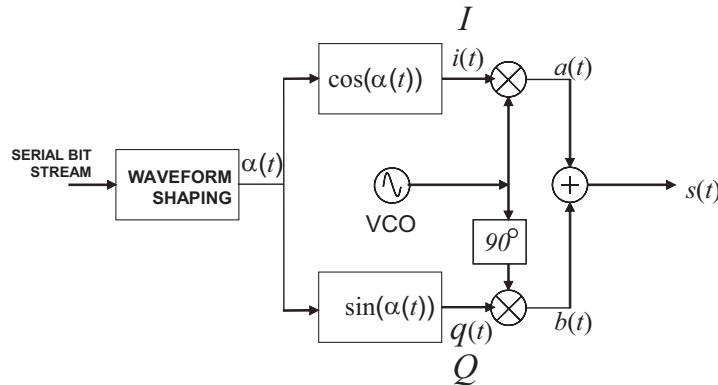 I
i(t)
a(t)
cos(α(t))
SERIAL BIT
STREAM
α(t)
WAVEFORM
SHAPING
VCO
90°
s(t)
sin(α(t))
q(t)
b(t)
Q